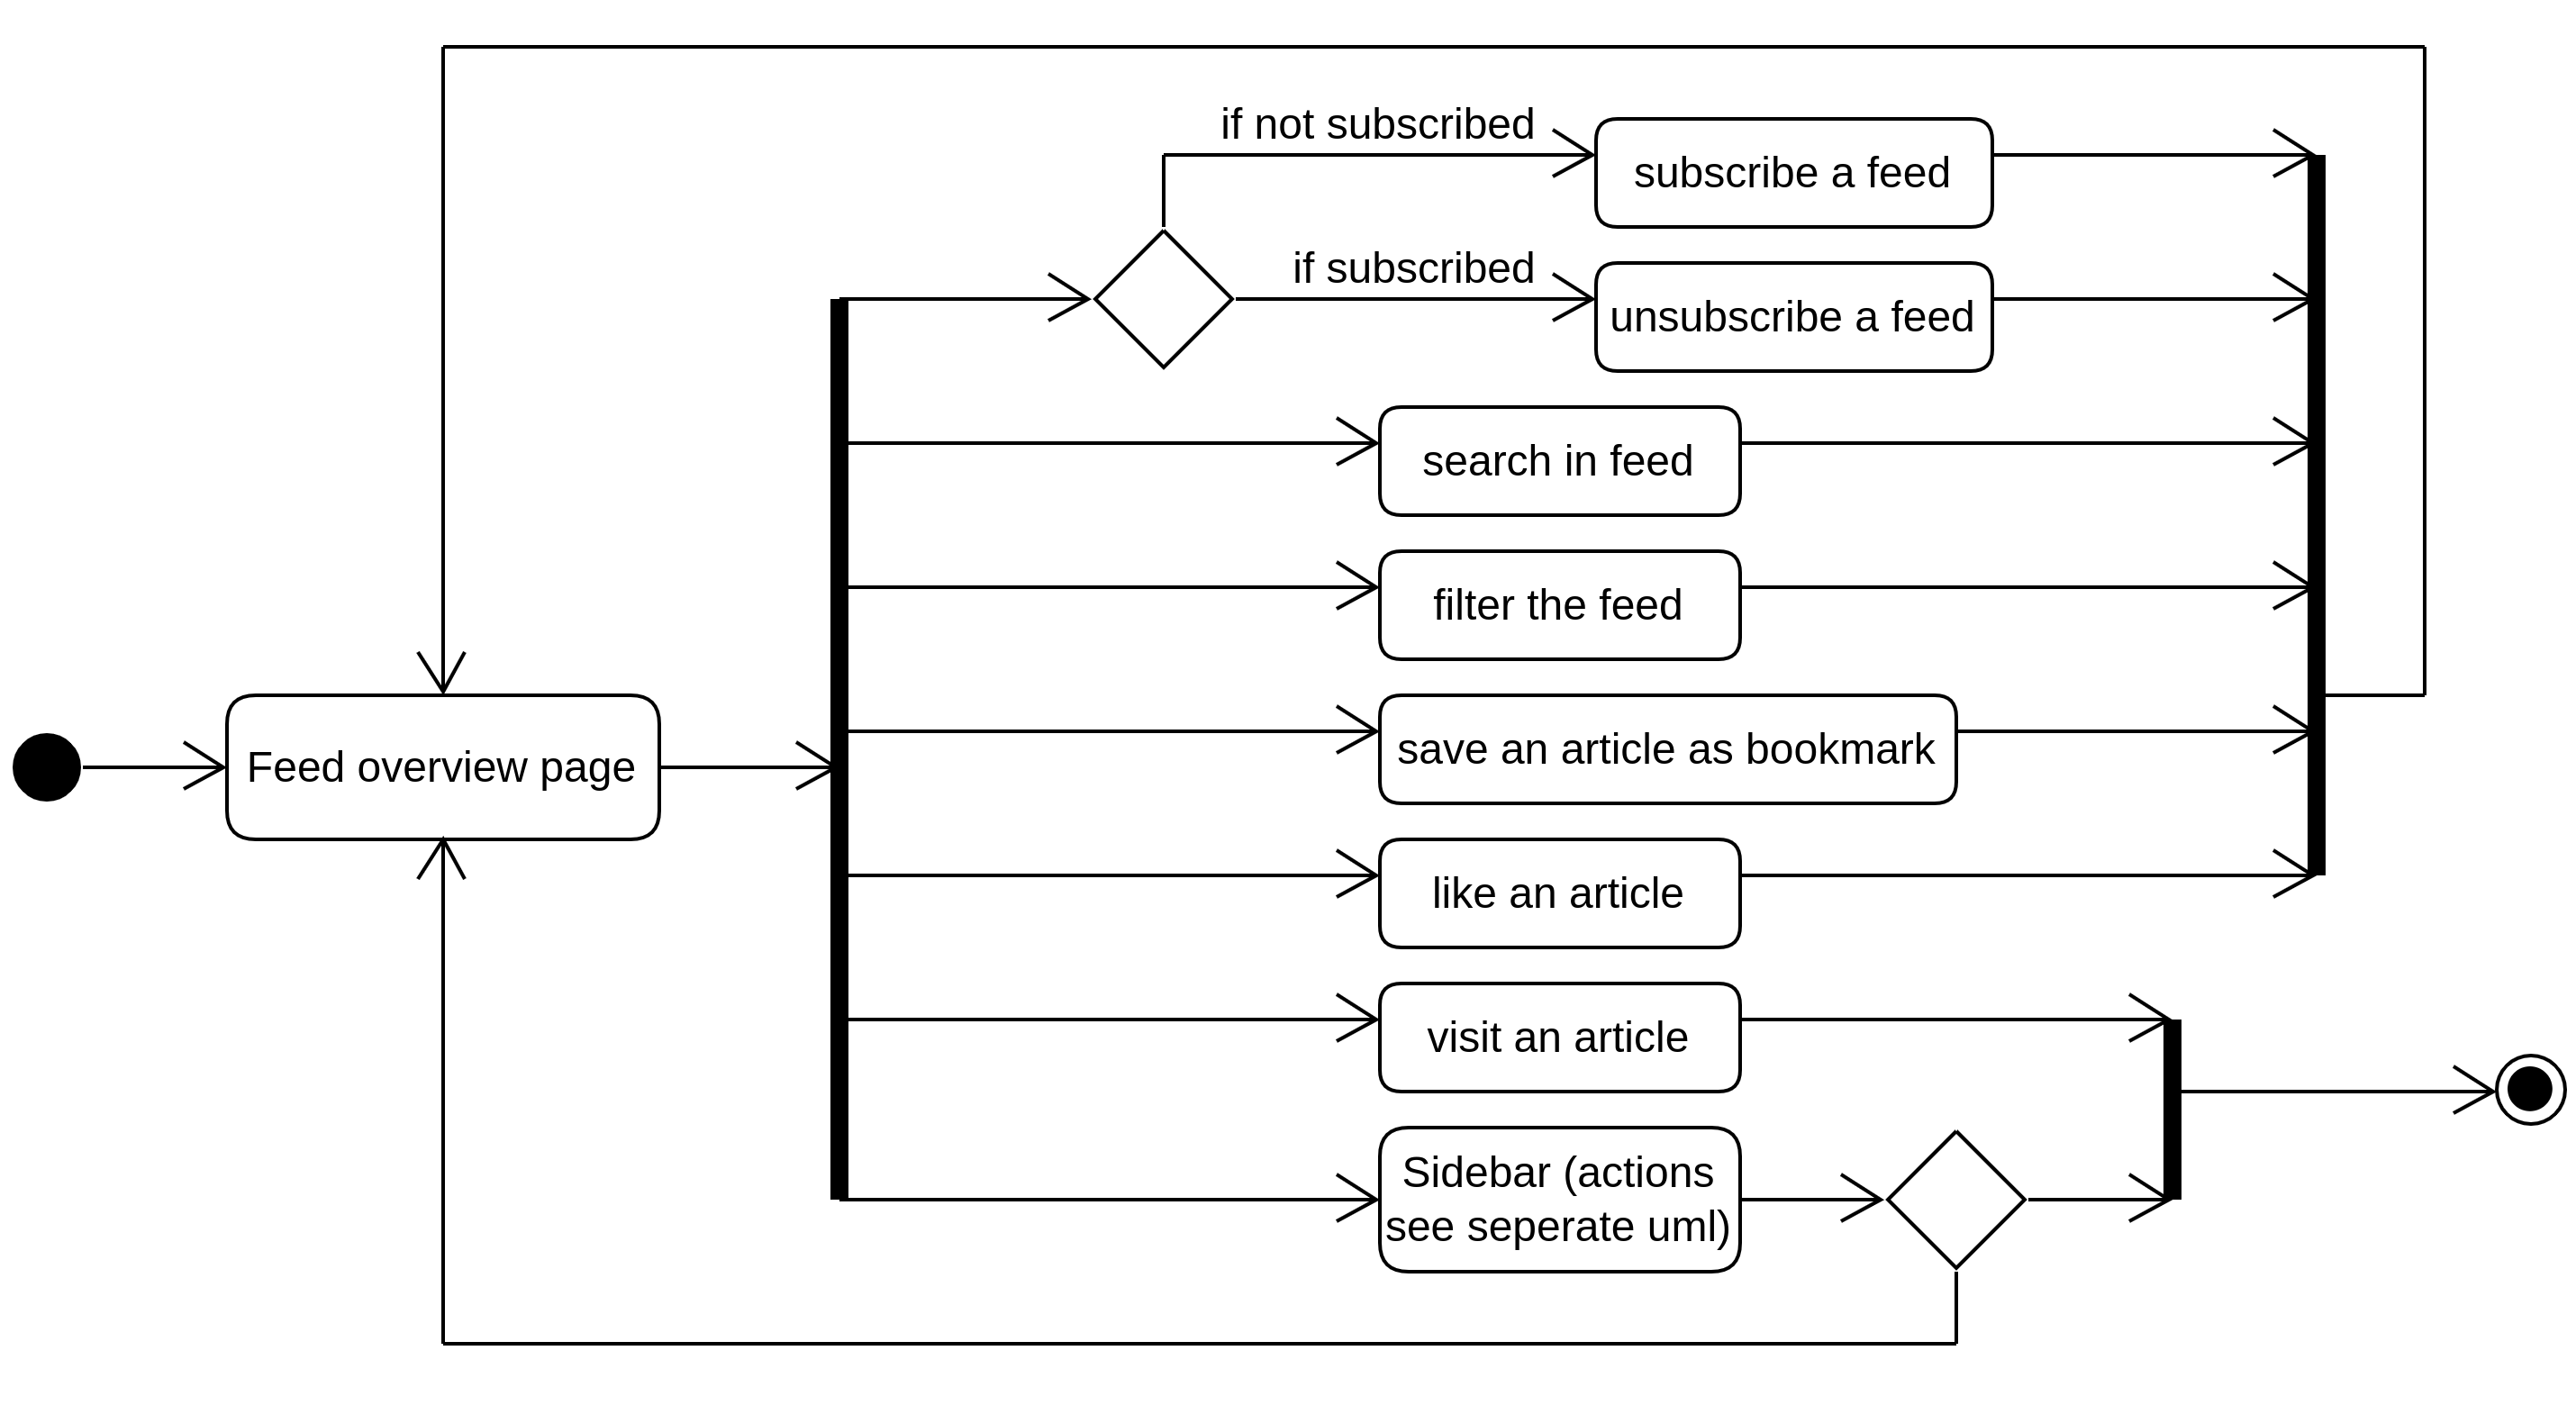 if not subscribed
subscribe a feed
if subscribed
unsubscribe a feed
search in feed
filter the feed
save an article as bookmark
Feed overview page
like an article
visit an article
Sidebar (actions
see seperate uml)